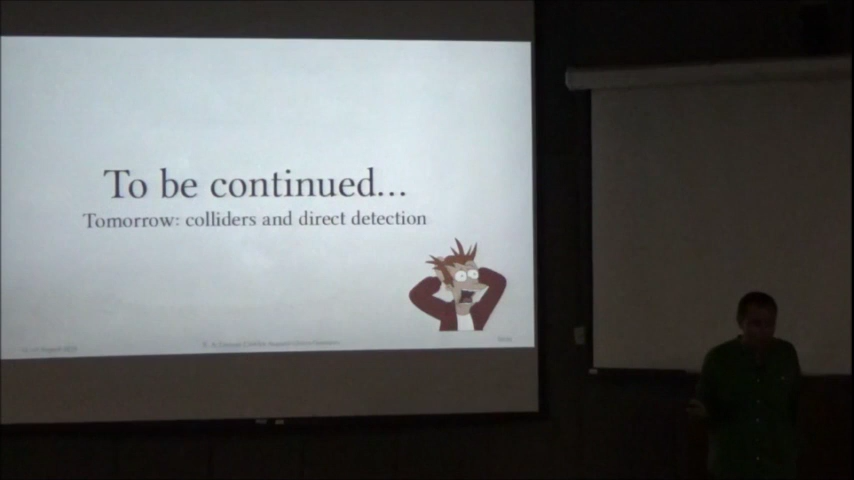 To be continued...
Tomorrow: colliders and direct detection